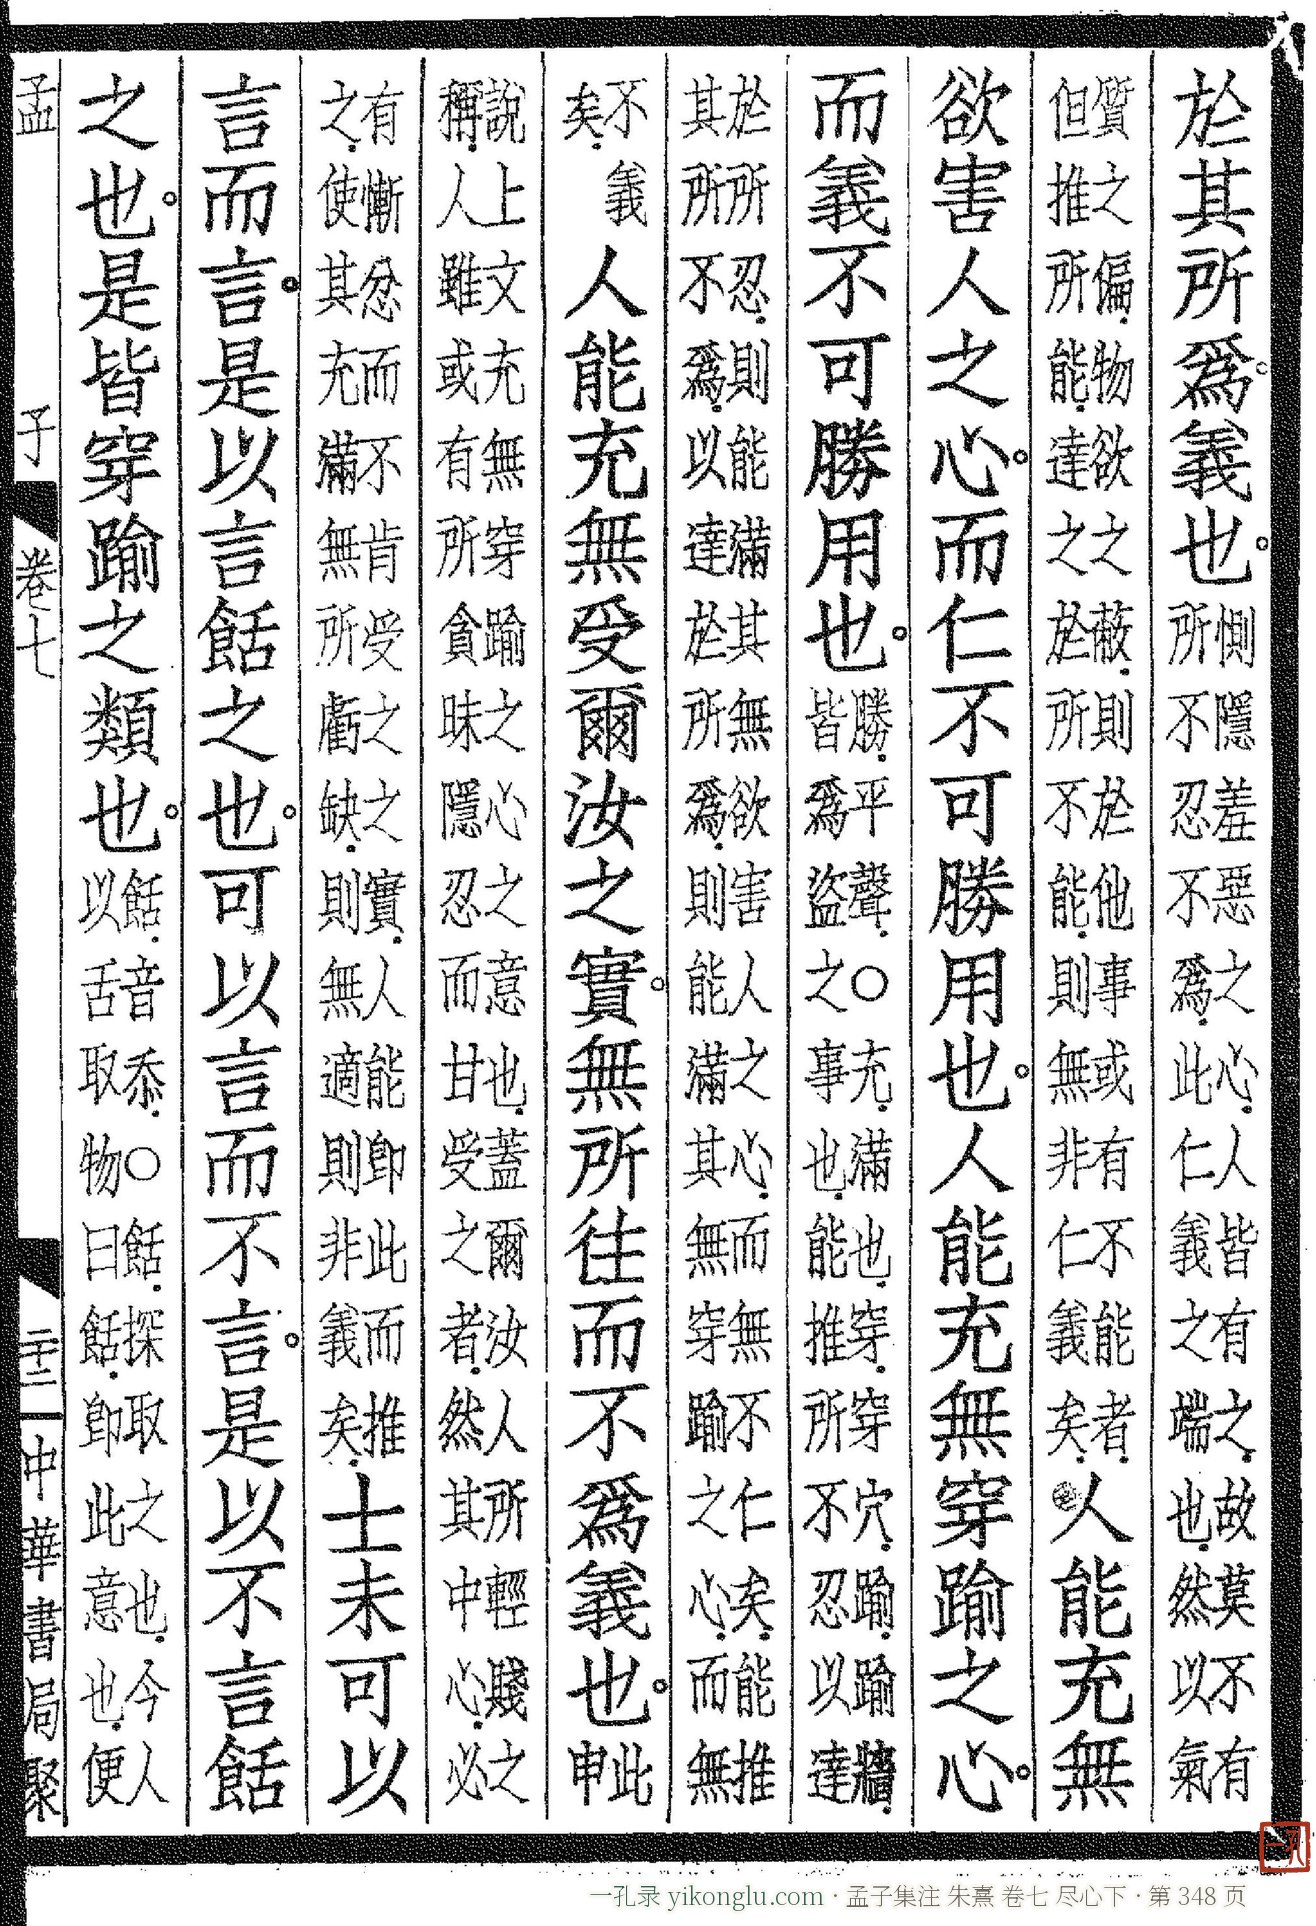 於其所爲義也。惻隱羞惡之心.人皆有之.故莫不有所不忍不爲.此仁義之端也.然以氣
質之偏.物欲之蔽.則於他事或有不能者.但推所能.達之於所不能.則無非仁義矣.人能充無
欲害人之心。而仁不可勝用也。人能充無穿踰之心。
而義不可勝用也。勝.平聲.○充.滿也.穿.穿穴.踰.踰牆.皆爲盜之事也.能推所不忍以達
於所忍.則能滿其無欲害人之心.而無不仁矣.能推其所不爲.以達於所爲.則能滿其無穿踰之心.而無
不義矣.人能充無受爾汝之實。無所往而不爲義也。此申
說上文充無穿踰之心之意也.蓋爾汝人所輕賤之稱.人雖或有所貪昧隱忍而甘受之者.然其中心.必
有慚忿而不肯受之之實.人能卽此而推之.使其充滿無所虧缺.則無適則非義矣.士未可以
言而言。是以言餂之也。可以言而不言。是以不言餂
之也。是皆穿踰之類也。餂.音忝.○餂.探取之也.今人以舌取物曰餂.卽此意也.便
孟子 卷七 二十二 中華書局聚
一孔录 yikonglu.com · 孟子集注 朱熹 卷七 尽心下 · 第 348 页